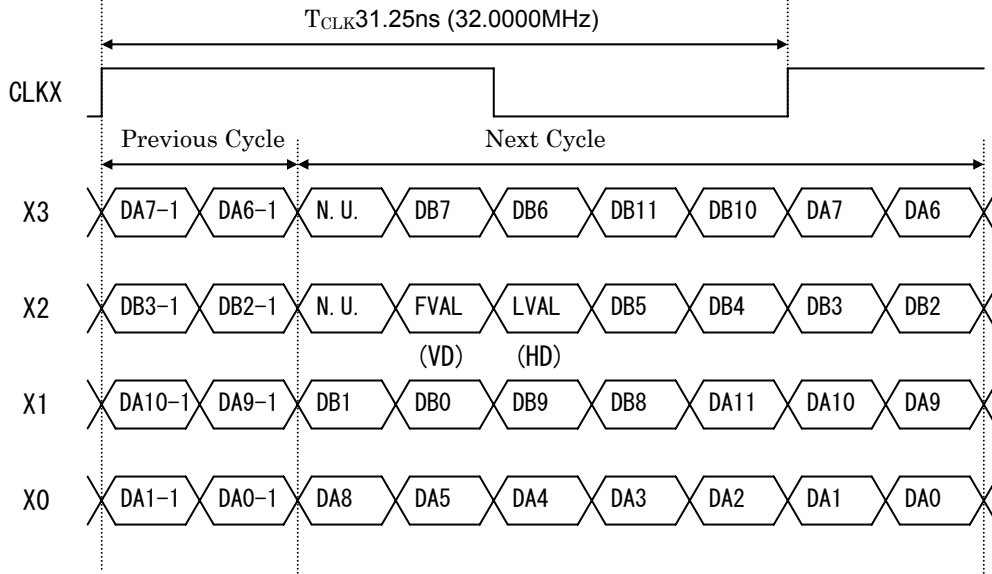 TCLK31.25ns (32.0000MHz)
CLKX
Previous Cycle Next Cycle
X3 DA7-1 DA6-1 N.U. DB7 DB6 DB11 DB10 DA7 DA6
X2 DB3-1 DB2-1 N.U. FVAL LVAL DB5 DB4 DB3 DB2
(VD) (HD)
X1 DA10-1 DA9-1 DB1 DB0 DB9 DB8 DA11 DA10 DA9
X0 DA1-1 DA0-1 DA8 DA5 DA4 DA3 DA2 DA1 DA0